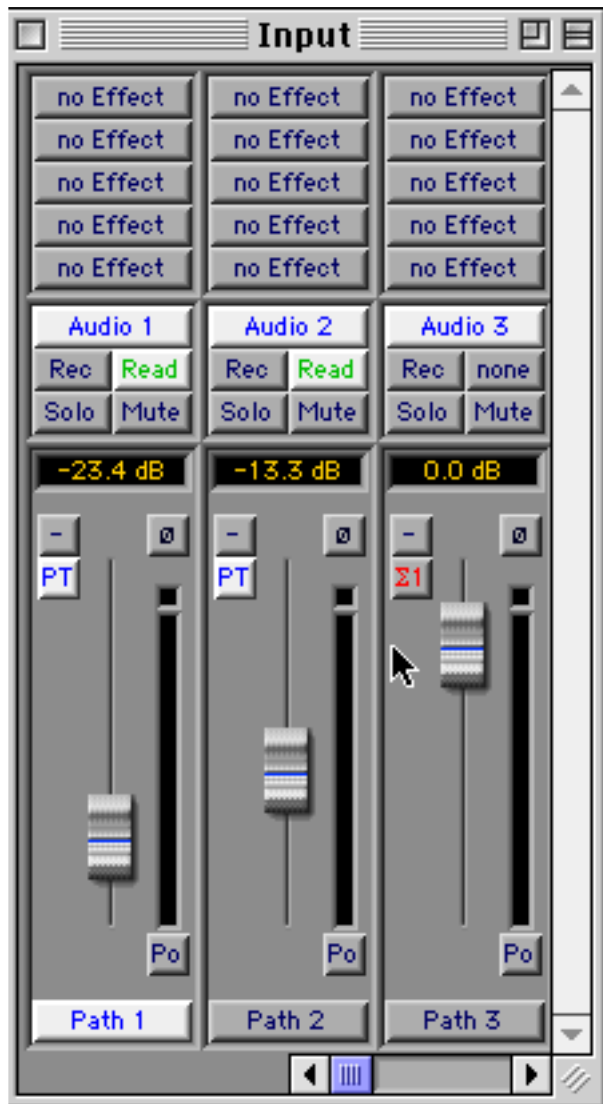 Input
no Effect no Effect no Effect
no Effect no Effect no Effect
no Effect no Effect no Effect
no Effect no Effect no Effect
no Effect no Effect no Effect
Audio 1 Audio 2 Audio 3
Rec Read Rec Read Rec none
Solo Mute Solo Mute Solo Mute
-23.4 dB -13.3 dB 0.0 dB
- ø - ø - ø
PT PT Σ1
Po Po Po
Path 1 Path 2 Path 3